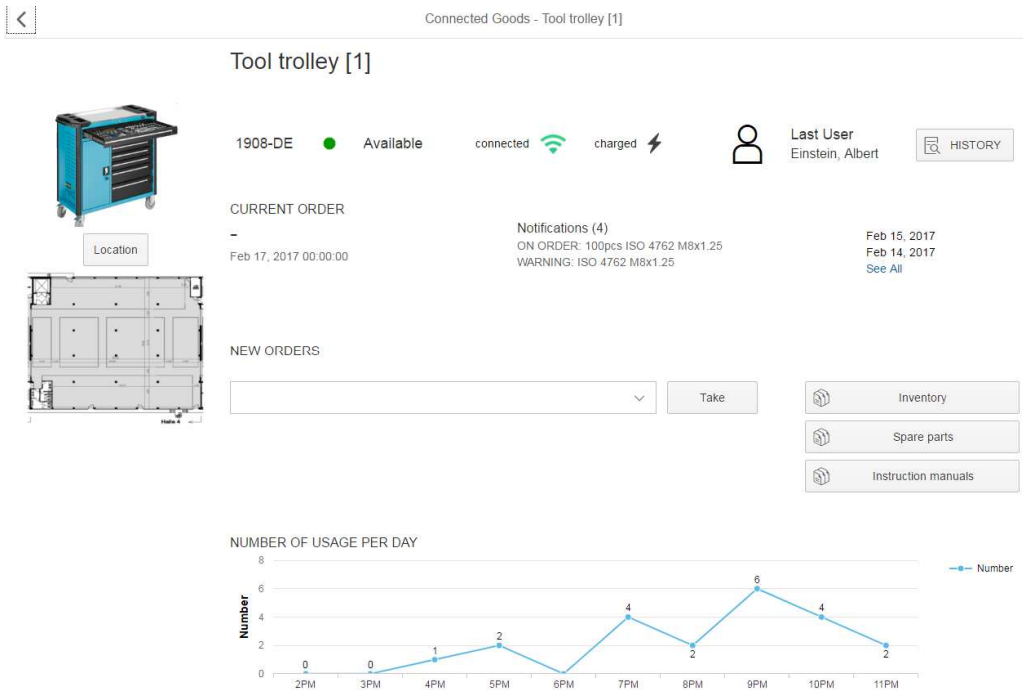 Connected Goods - Tool trolley [1]
Tool trolley [1]
1908-DE Available connected charged Last User
Einstein, Albert
HISTORY
Location
CURRENT ORDER
–
Feb 17, 2017 00:00:00
Notifications (4)
ON ORDER: 100pcs ISO 4762 M8x1.25
WARNING: ISO 4762 M8x1.25
Feb 15, 2017
Feb 14, 2017
See All
Halle 4
NEW ORDERS
Take
Inventory
Spare parts
Instruction manuals
NUMBER OF USAGE PER DAY
Number
8
6
4
2
0
0 0 1 2 4 2 6 4 2
2PM 3PM 4PM 5PM 6PM 7PM 8PM 9PM 10PM 11PM
Number